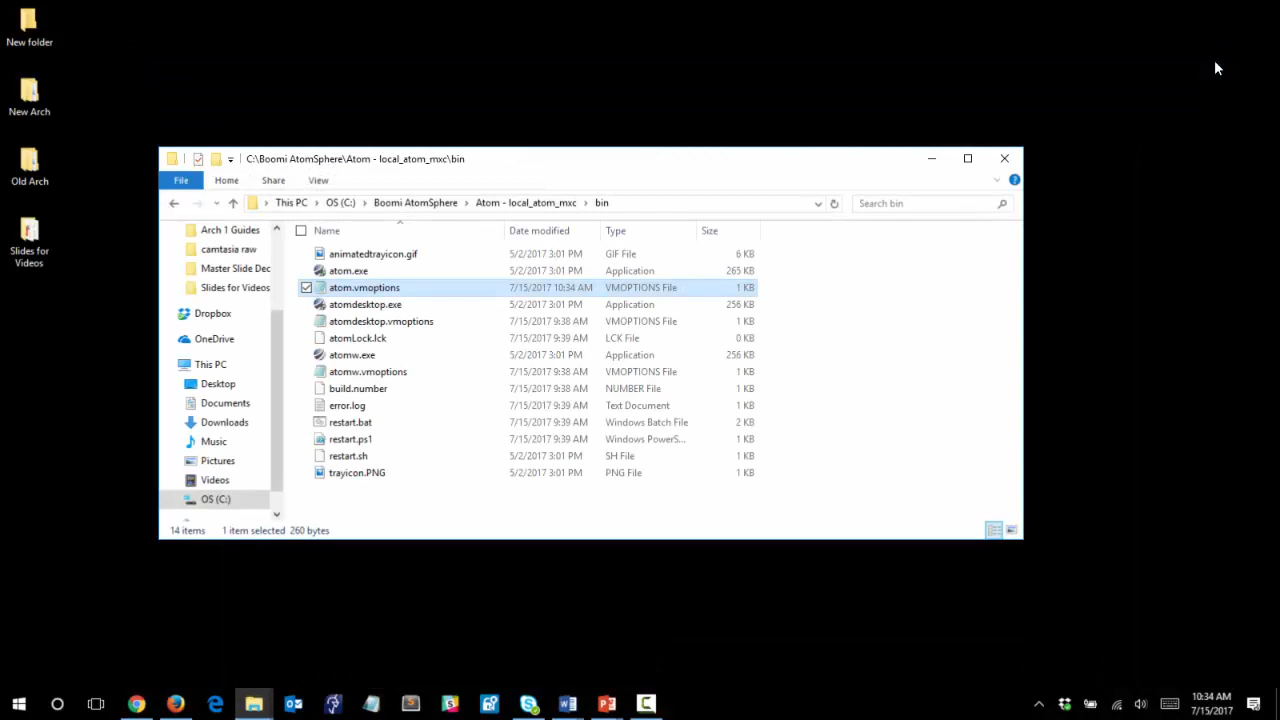 New folder
New Arch
Old Arch
Slides for
Videos
C:\Boomi AtomSphere\Atom - local_atom_mxc\bin
File Home Share View
This PC OS (C:) Boomi AtomSphere Atom - local_atom_mxc bin
Search bin
Arch 1 Guides
camtasia raw
Master Slide Dec
Slides for Videos
Dropbox
OneDrive
This PC
Desktop
Documents
Downloads
Music
Pictures
Videos
OS (C:)
Name Date modified Type Size
animatedtrayicon.gif 5/2/2017 3:01 PM GIF File 6 KB
atom.exe 5/2/2017 3:01 PM Application 265 KB
atom.vmoptions 7/15/2017 10:34 AM VMOPTIONS File 1 KB
atomdesktop.exe 5/2/2017 3:01 PM Application 256 KB
atomdesktop.vmoptions 7/15/2017 9:38 AM VMOPTIONS File 1 KB
atomLock.lck 7/15/2017 9:39 AM LCK File 0 KB
atomw.exe 5/2/2017 3:01 PM Application 256 KB
atomw.vmoptions 7/15/2017 9:38 AM VMOPTIONS File 1 KB
build.number 7/15/2017 9:38 AM NUMBER File 1 KB
error.log 7/15/2017 9:39 AM Text Document 1 KB
restart.bat 7/15/2017 9:39 AM Windows Batch File 2 KB
restart.ps1 7/15/2017 9:39 AM Windows PowerS... 1 KB
restart.sh 5/2/2017 3:01 PM SH File 1 KB
trayicon.PNG 5/2/2017 3:01 PM PNG File 1 KB
14 items 1 item selected 260 bytes
10:34 AM
7/15/2017